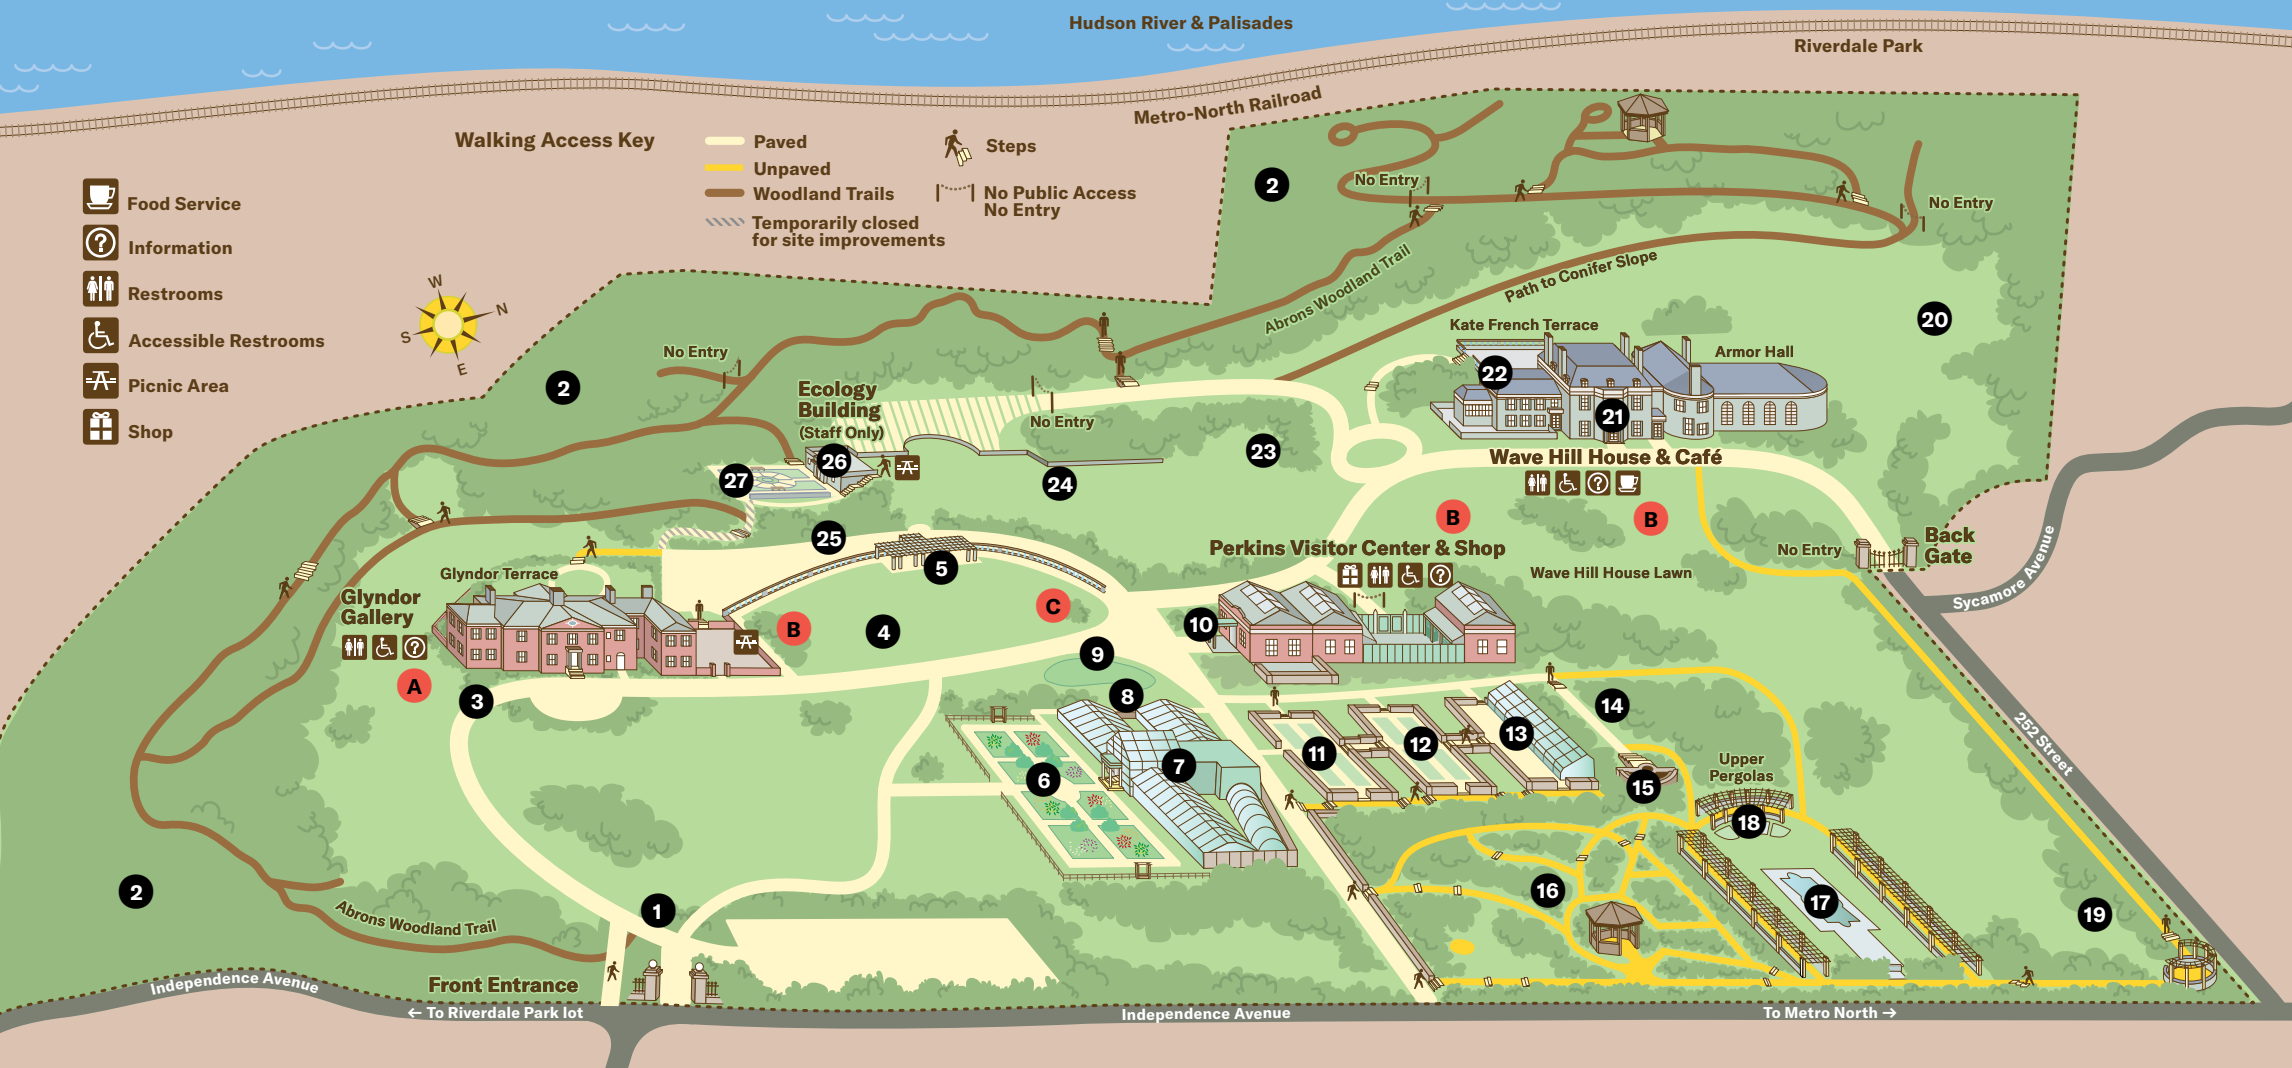 Hudson River & Palisades
Riverdale Park
Metro-North Railroad
Walking Access Key
Paved
Unpaved
Woodland Trails
Temporarily closed
for site improvements
Steps
No Public Access
No Entry
Food Service
Information
Restrooms
Accessible Restrooms
Picnic Area
Shop
W
N
S
E
2
No Entry
No Entry
Abrons Woodland Trail
Path to Conifer Slope
20
Kate French Terrace
Armor Hall
22
21
Wave Hill House & Café
B
B
No Entry
2
Ecology
Building
(Staff Only)
No Entry
23
26
27
24
25
5
Perkins Visitor Center & Shop
Wave Hill House Lawn
No Entry
Back
Gate
Sycamore Avenue
252 Street
Glyndor Terrace
Glyndor
Gallery
A
3
B
4
C
9
10
8
7
6
11
12
13
14
15
Upper
Pergolas
18
16
17
19
2
1
Abrons Woodland Trail
Front Entrance
Independence Avenue
← To Riverdale Park lot
Independence Avenue
To Metro North →